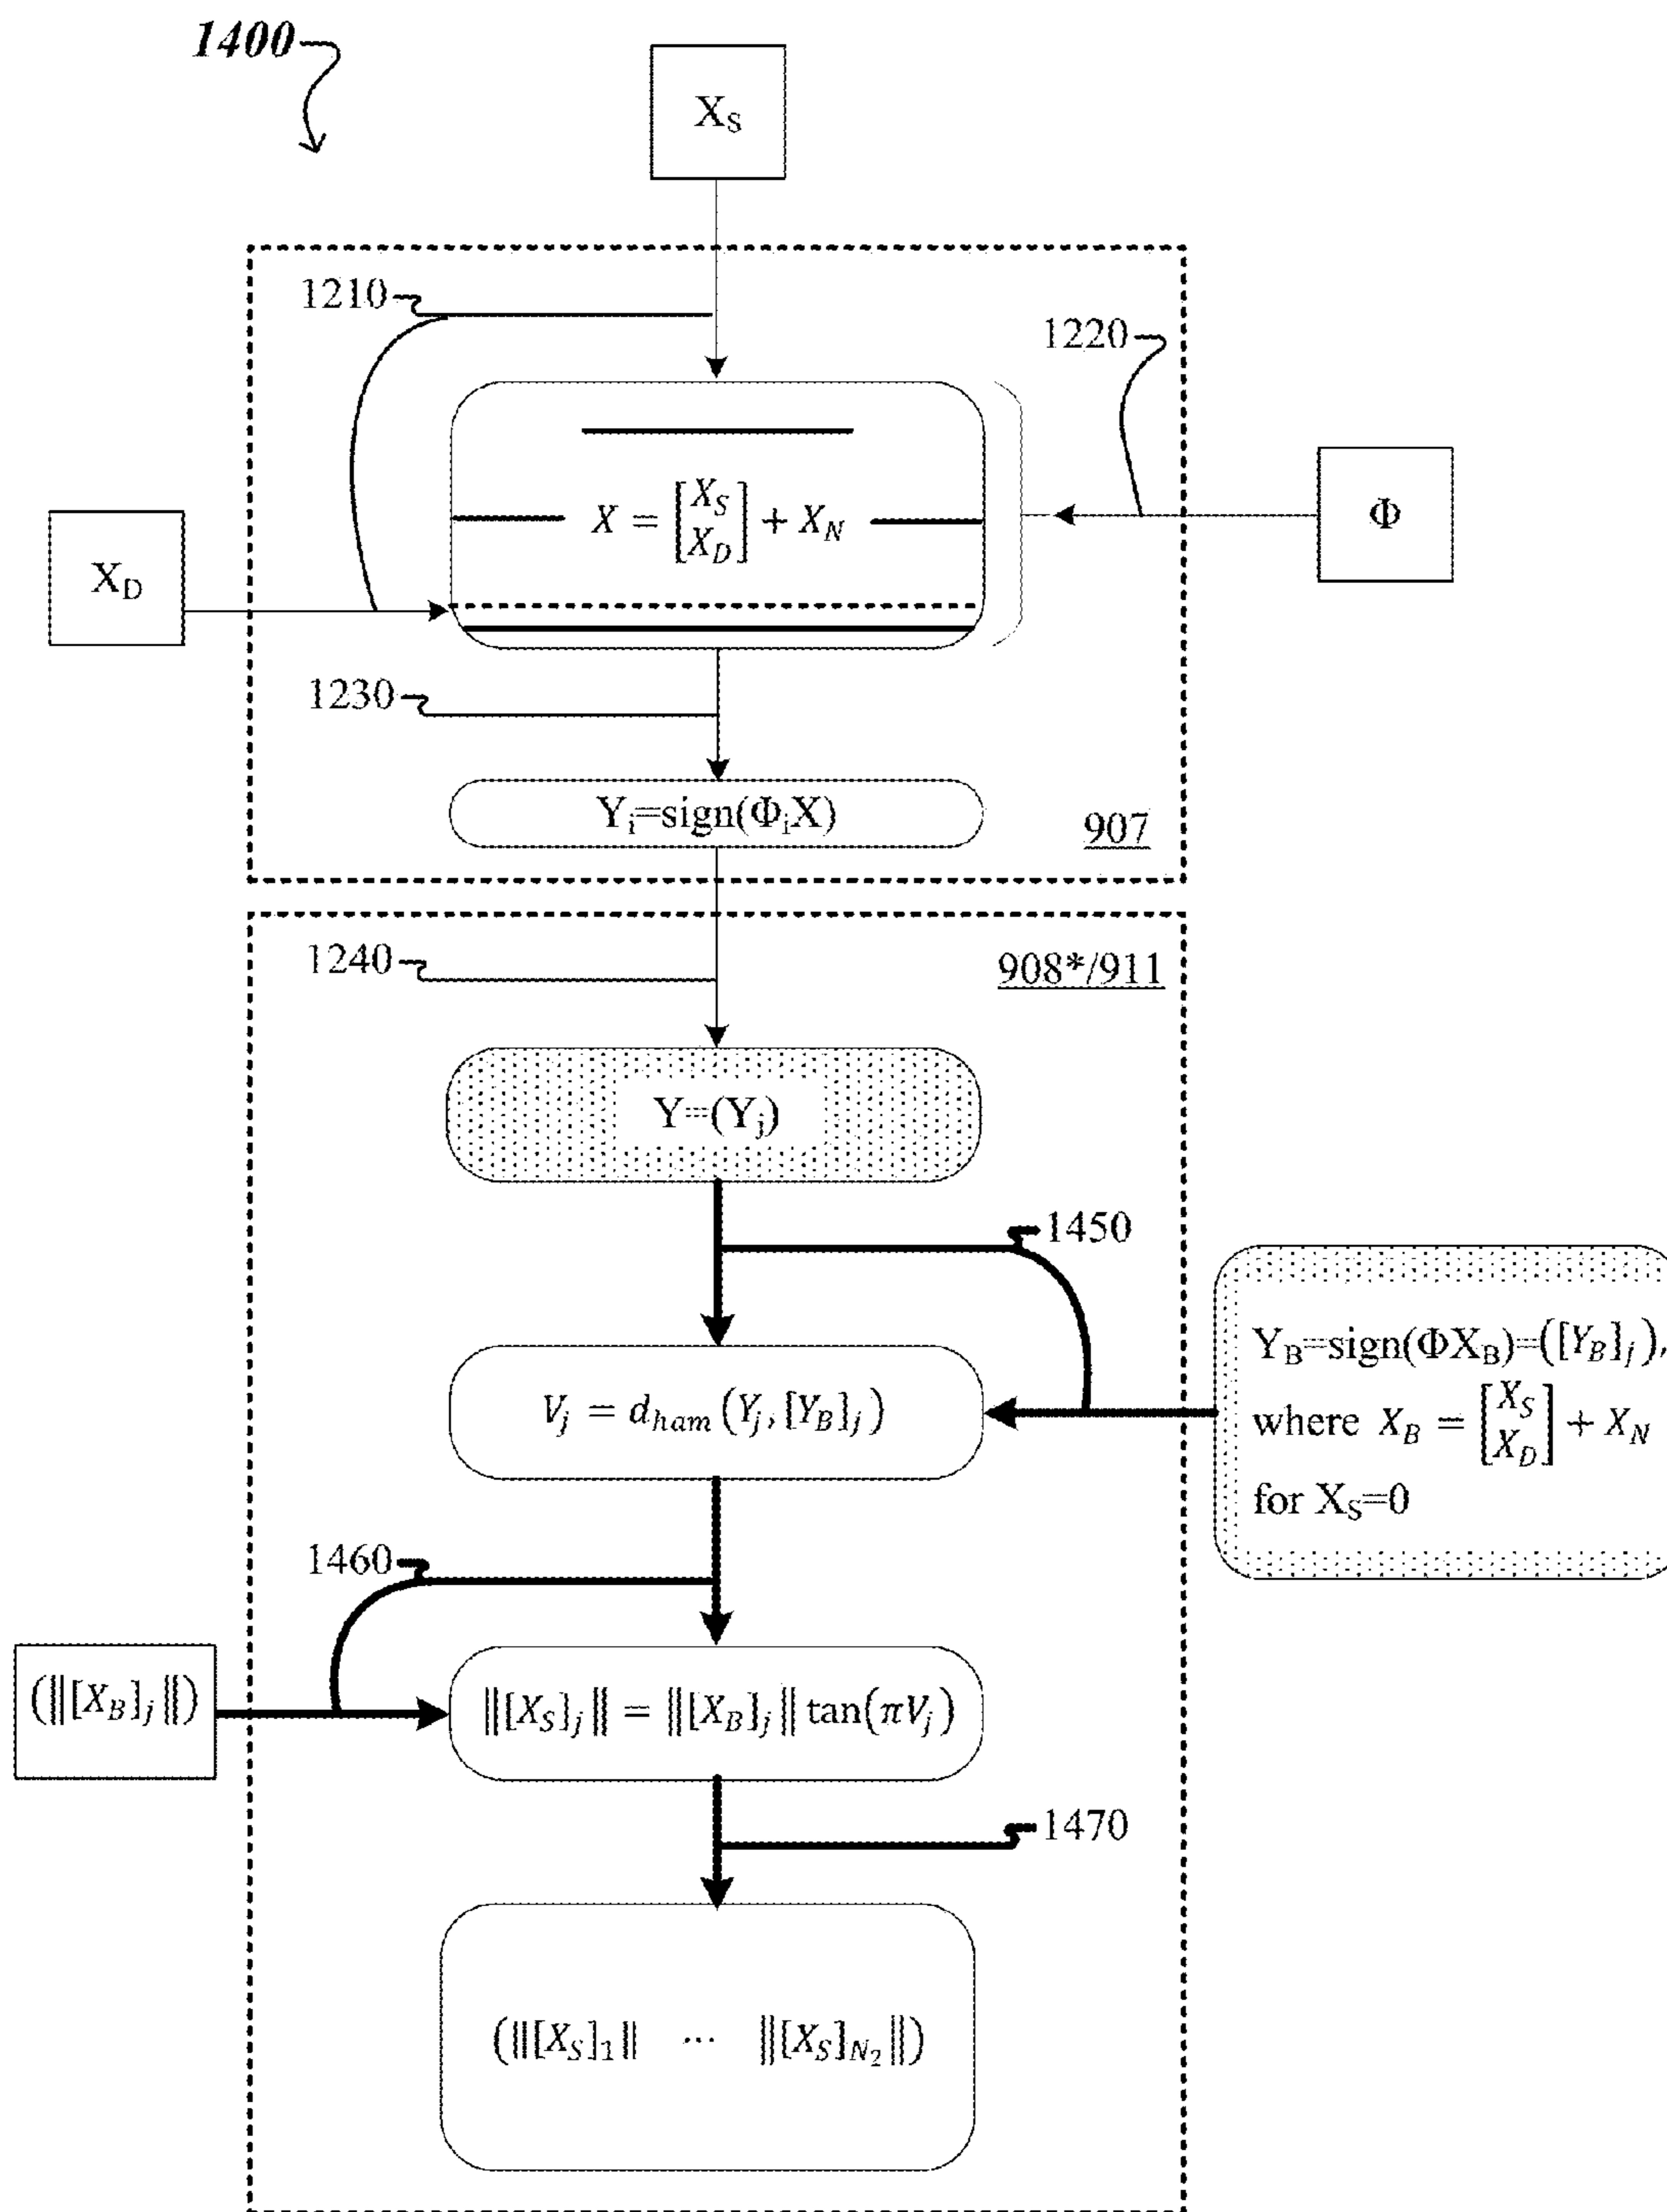 1400
X_S
1210
1220
X = [X_S X_D] + X_N
Φ
X_D
1230
Y_i=sign(Φ_iX)
907
1240
908*/911
Y=(Y_j)
1450
Y_B=sign(ΦX_B)=([Y_B]_j),
where X_B = [X_S X_D] + X_N
for X_S=0
V_j = d_ham(Y_j, [Y_B]_j)
1460
(‖[X_B]_j‖)
‖[X_S]_j‖ = ‖[X_B]_j‖ tan(πV_j)
1470
(‖[X_S]_1‖ ⋯ ‖[X_S]_{N_2}‖)